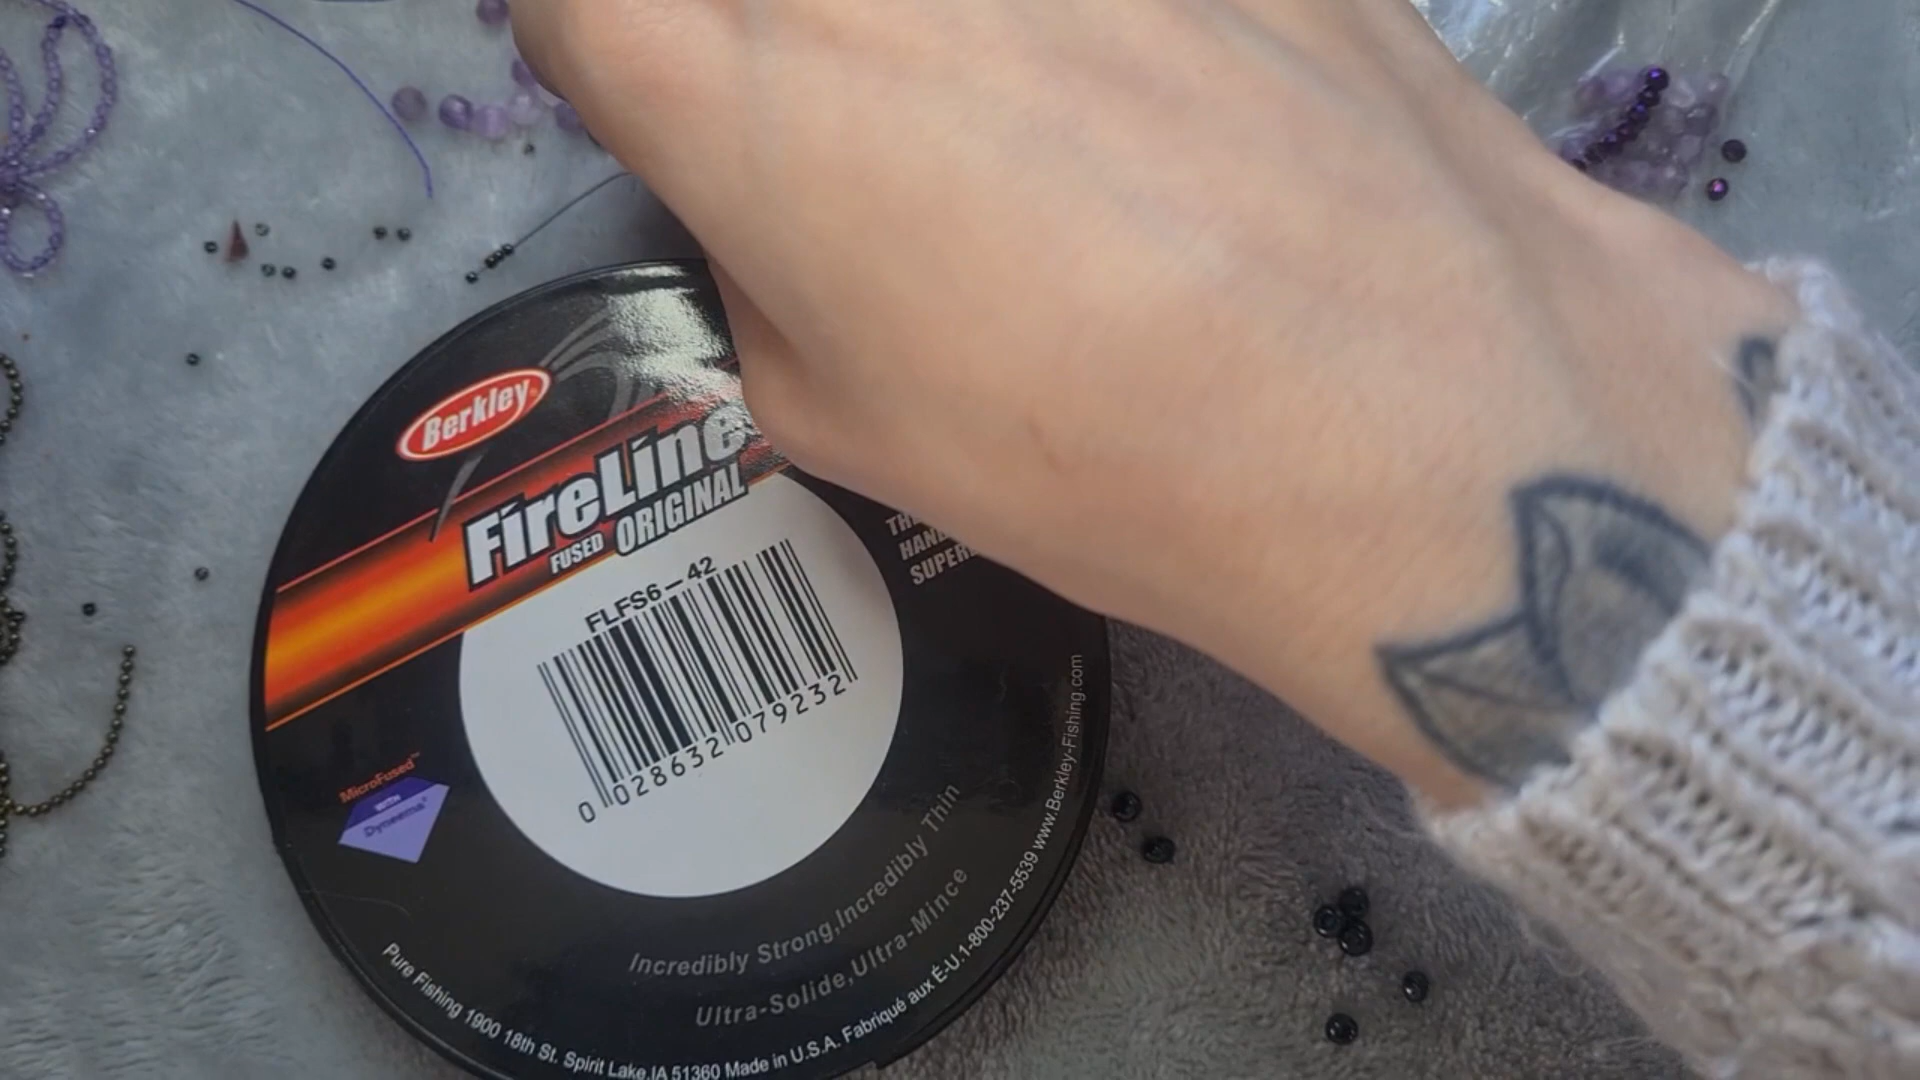 Berkley
FireLine
FUSED ORIGINAL
FLFS6-42
0 028632 079232
MicroFused™
WITH
Dyneema®
Incredibly Strong,Incredibly Thin
Ultra-Solide,Ultra-Mince
Pure Fishing 1900 18th St. Spirit Lake,IA 51360 Made in U.S.A. Fabriqué aux É-U.1-800-237-5539 www.Berkley-Fishing.com